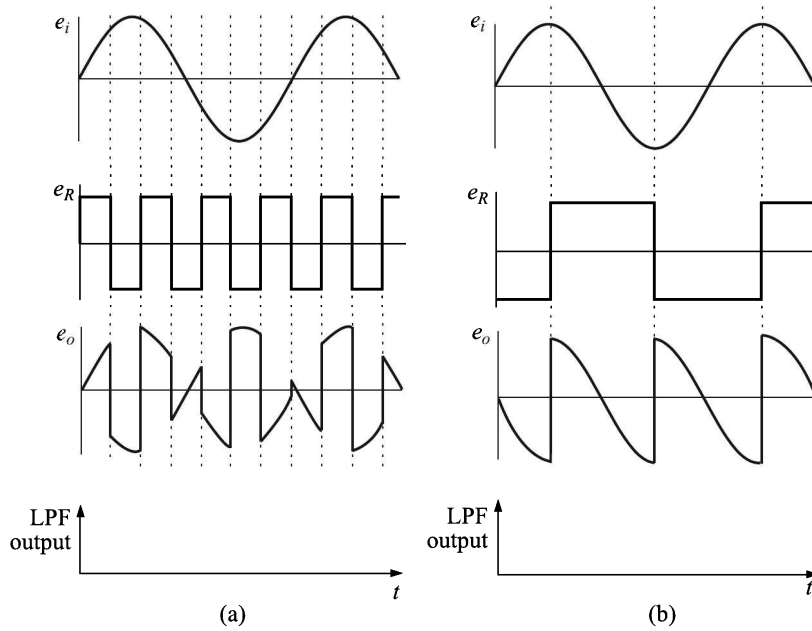 e_i
e_R
e_o
LPF
output
t
(a)
e_i
e_R
e_o
LPF
output
t
(b)